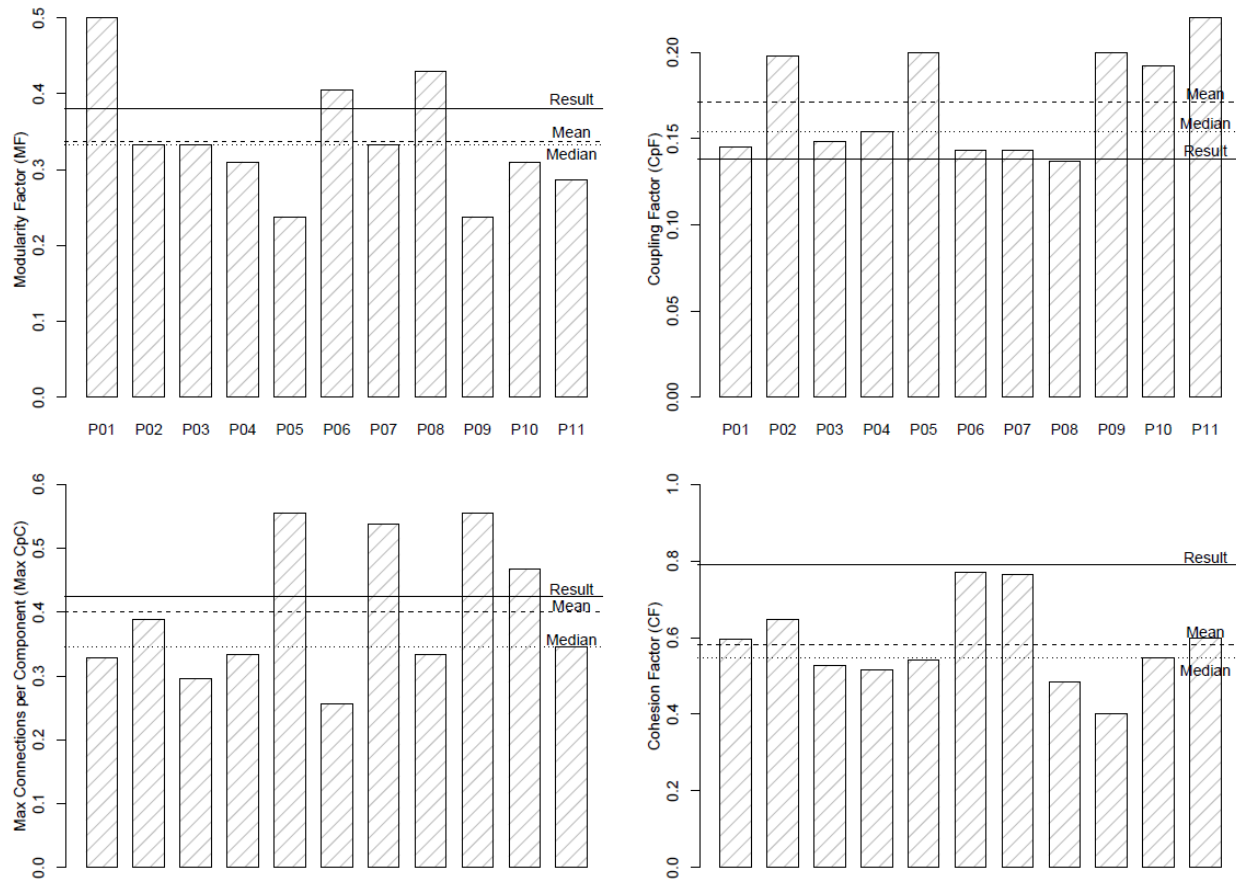 Modularity Factor (MF)
0.5
0.4
0.3
0.2
0.1
0.0
Result
Mean
Median
P01 P02 P03 P04 P05 P06 P07 P08 P09 P10 P11
Coupling Factor (CpF)
0.20
0.15
0.10
0.05
0.00
Mean
Median
Result
P01 P02 P03 P04 P05 P06 P07 P08 P09 P10 P11
Max Connections per Component (Max CpC)
0.6
0.5
0.4
0.3
0.2
0.1
0.0
Result
Mean
Median
Cohesion Factor (CF)
1.0
0.8
0.6
0.4
0.2
0.0
Result
Mean
Median